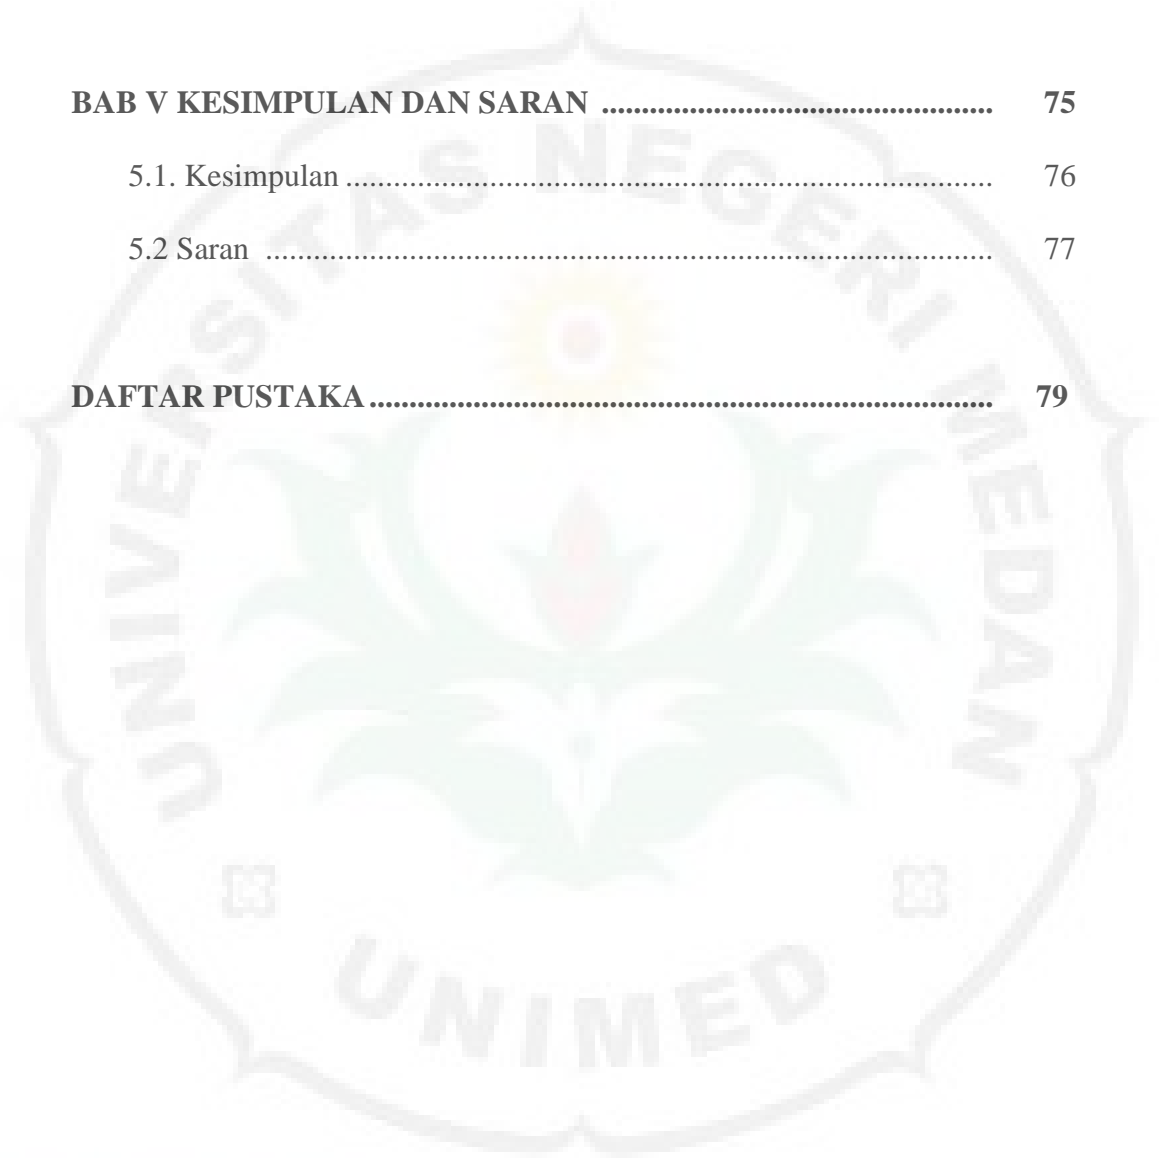 BAB V KESIMPULAN DAN SARAN ................................................ 75
5.1. Kesimpulan ................................................................................ 76
5.2 Saran .......................................................................................... 77
DAFTAR PUSTAKA ............................................................................. 79
UNIVERSITAS NEGERI MEDAN
UNIMED